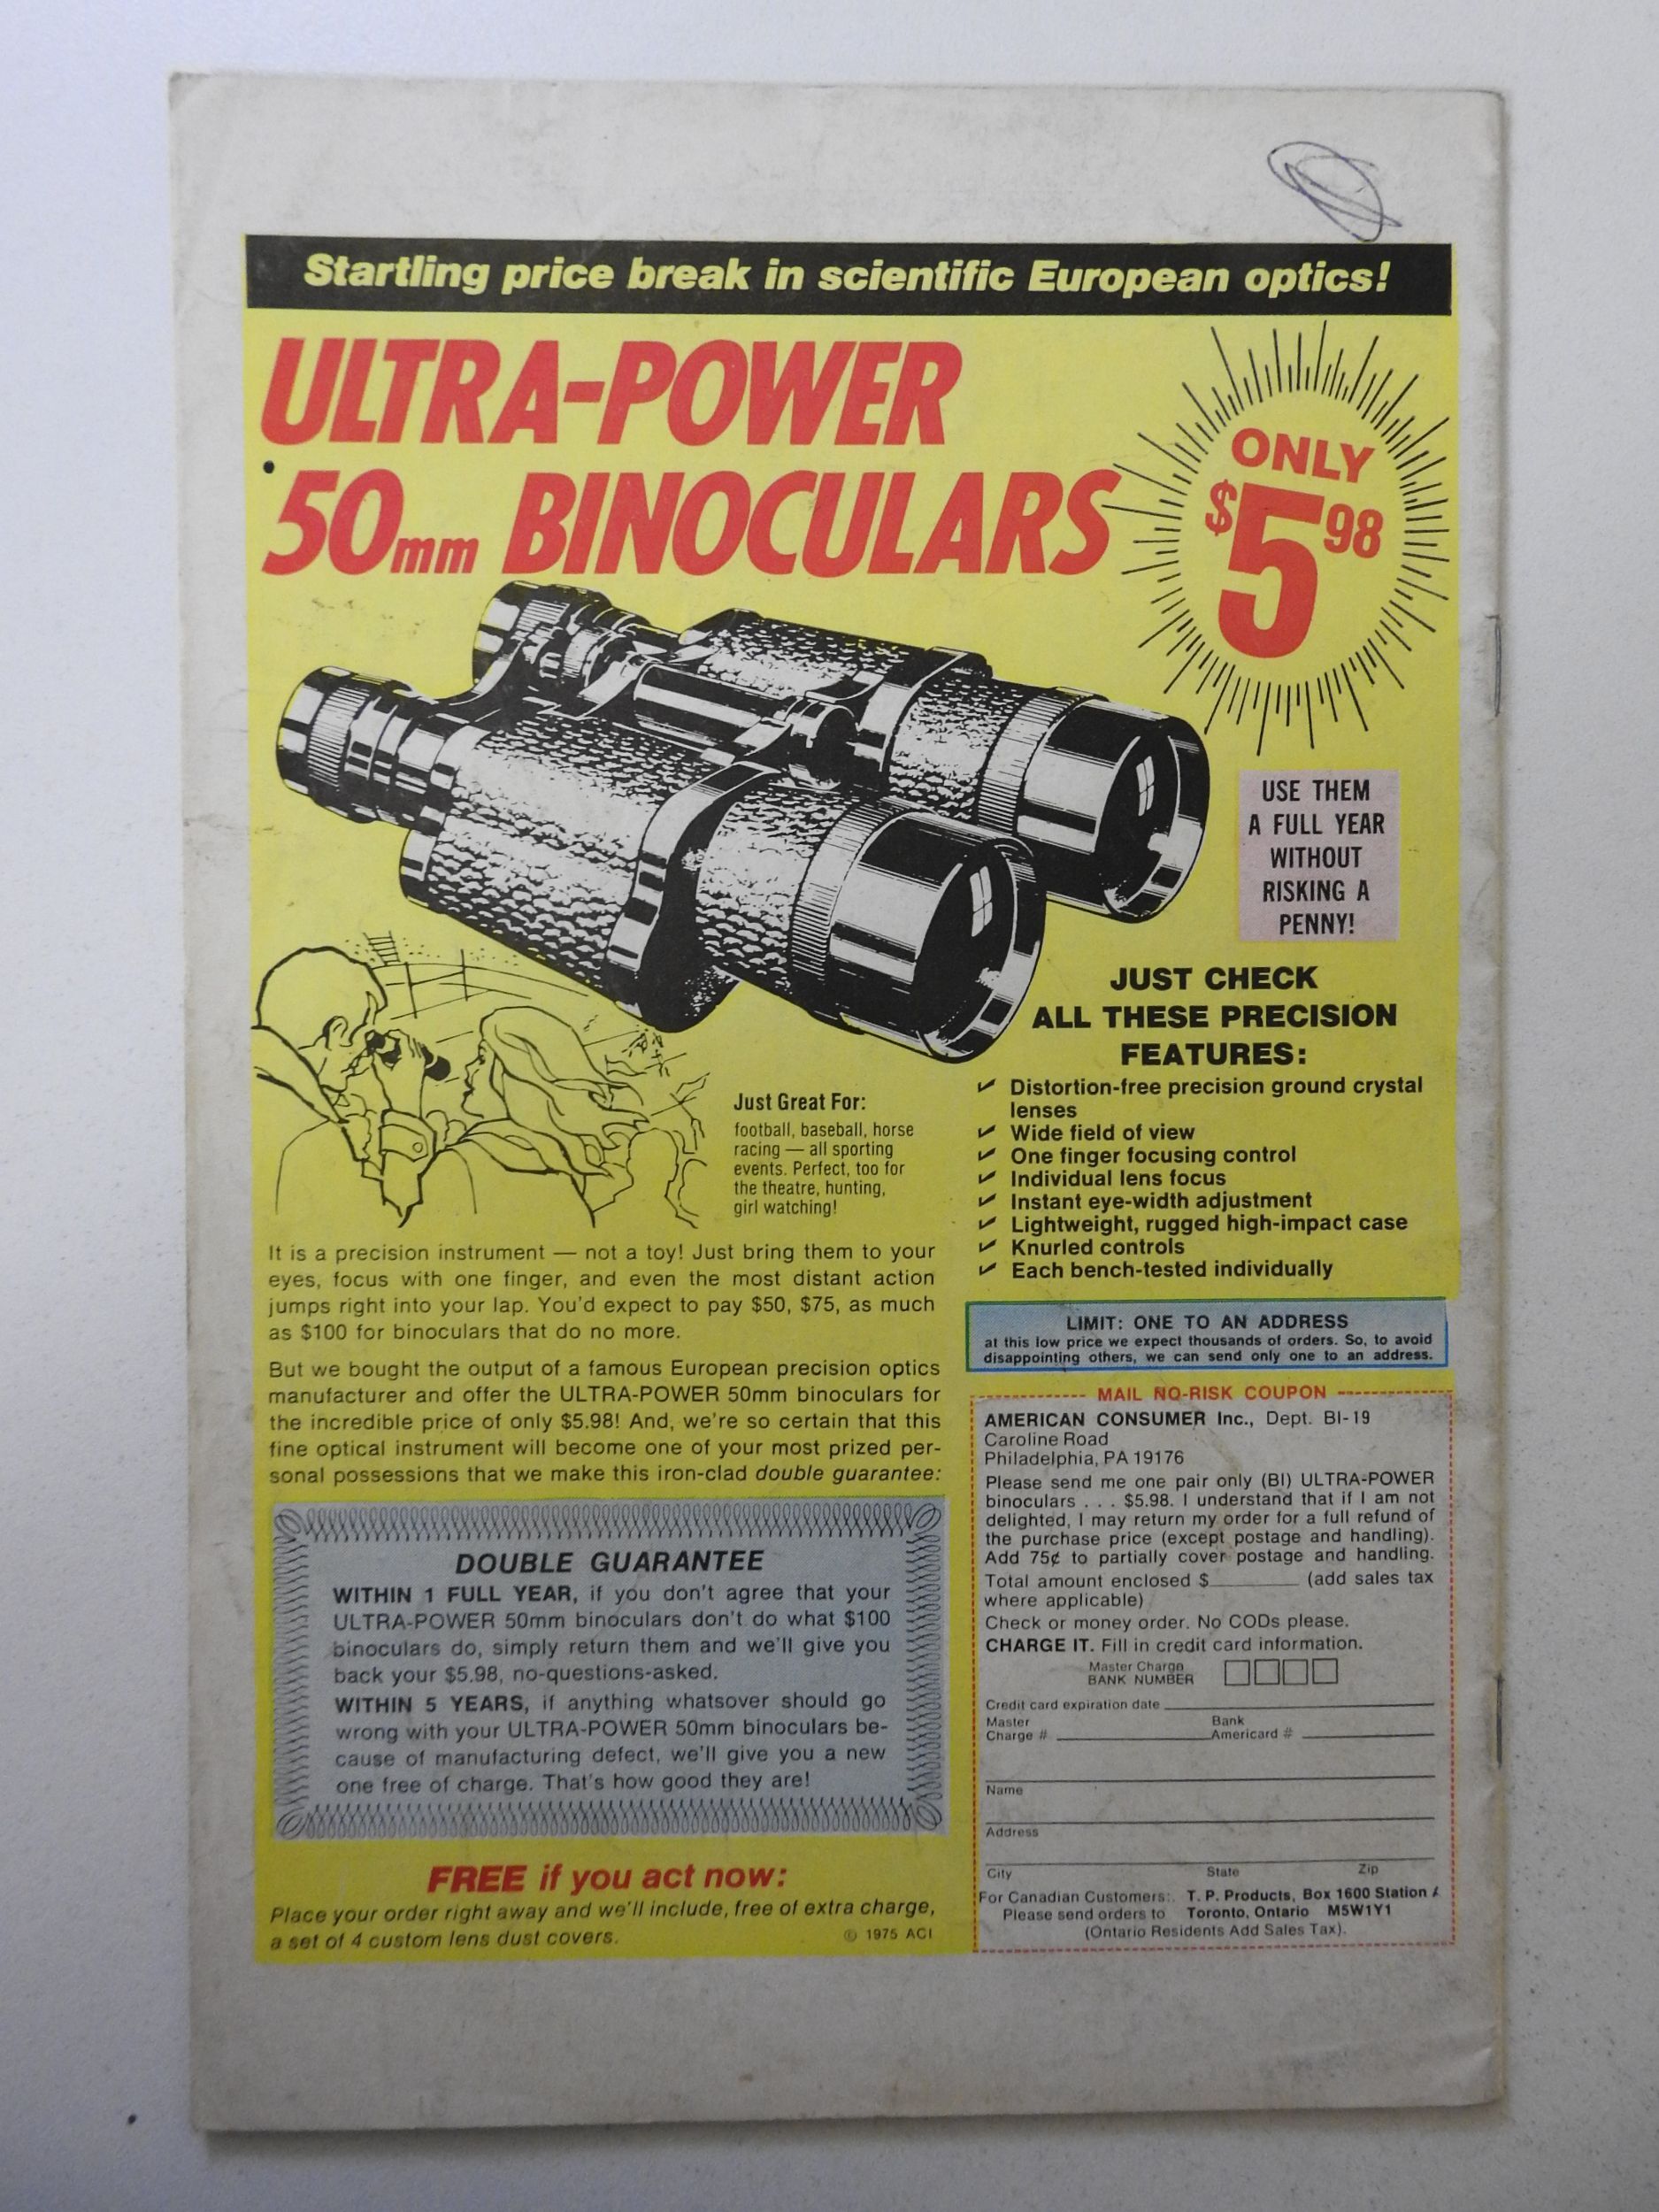 Startling price break in scientific European optics!
ULTRA-POWER
50mm BINOCULARS
ONLY
$5 98
USE THEM
A FULL YEAR
WITHOUT
RISKING A
PENNY!
JUST CHECK
ALL THESE PRECISION
FEATURES:
✓ Distortion-free precision ground crystal
lenses
✓ Wide field of view
✓ One finger focusing control
✓ Individual lens focus
✓ Instant eye-width adjustment
✓ Lightweight, rugged high-impact case
✓ Knurled controls
✓ Each bench-tested individually
Just Great For:
football, baseball, horse
racing — all sporting
events. Perfect, too for
the theatre, hunting,
girl watching!
It is a precision instrument — not a toy! Just bring them to your
eyes, focus with one finger, and even the most distant action
jumps right into your lap. You'd expect to pay $50, $75, as much
as $100 for binoculars that do no more.
But we bought the output of a famous European precision optics
manufacturer and offer the ULTRA-POWER 50mm binoculars for
the incredible price of only $5.98! And, we're so certain that this
fine optical instrument will become one of your most prized per-
sonal possessions that we make this iron-clad double guarantee:
DOUBLE GUARANTEE
WITHIN 1 FULL YEAR, if you don't agree that your
ULTRA-POWER 50mm binoculars don't do what $100
binoculars do, simply return them and we'll give you
back your $5.98, no-questions-asked.
WITHIN 5 YEARS, if anything whatsover should go
wrong with your ULTRA-POWER 50mm binoculars be-
cause of manufacturing defect, we'll give you a new
one free of charge. That's how good they are!
FREE if you act now:
Place your order right away and we'll include, free of extra charge,
a set of 4 custom lens dust covers.
© 1975 ACI
LIMIT: ONE TO AN ADDRESS
at this low price we expect thousands of orders. So, to avoid
disappointing others, we can send only one to an address.
MAIL NO-RISK COUPON
AMERICAN CONSUMER Inc., Dept. BI-19
Caroline Road
Philadelphia, PA 19176
Please send me one pair only (BI) ULTRA-POWER
binoculars . . . $5.98. I understand that if I am not
delighted, I may return my order for a full refund of
the purchase price (except postage and handling).
Add 75¢ to partially cover postage and handling.
Total amount enclosed $________ (add sales tax
where applicable)
Check or money order. No CODs please.
CHARGE IT. Fill in credit card information.
Master Charge
BANK NUMBER
Credit card expiration date
Master Bank
Charge # Americard #
Name
Address
City State Zip
For Canadian Customers: T. P. Products, Box 1600 Station A
Please send orders to Toronto, Ontario M5W1Y1
(Ontario Residents Add Sales Tax).